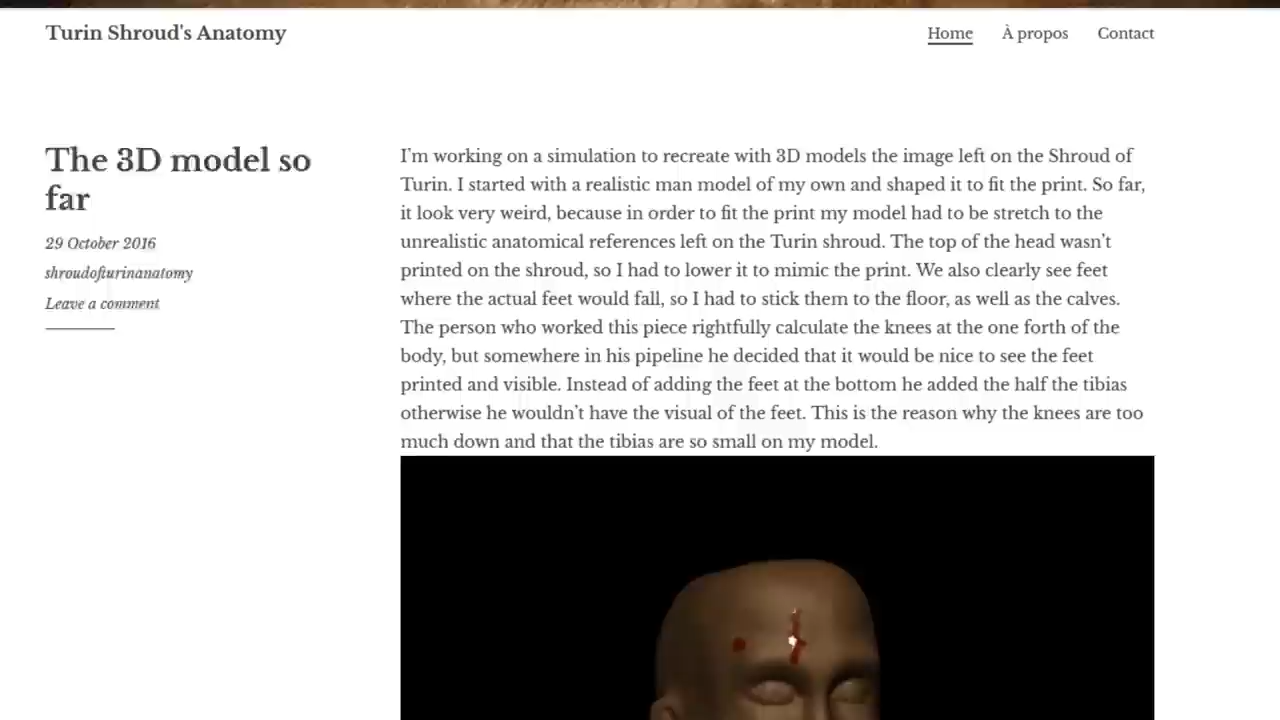 Turin Shroud's Anatomy
Home
À propos
Contact
The 3D model so
far
29 October 2016
shroudofturinanatomy
Leave a comment
I'm working on a simulation to recreate with 3D models the image left on the Shroud of
Turin. I started with a realistic man model of my own and shaped it to fit the print. So far,
it look very weird, because in order to fit the print my model had to be stretch to the
unrealistic anatomical references left on the Turin shroud. The top of the head wasn't
printed on the shroud, so I had to lower it to mimic the print. We also clearly see feet
where the actual feet would fall, so I had to stick them to the floor, as well as the calves.
The person who worked this piece rightfully calculate the knees at the one forth of the
body, but somewhere in his pipeline he decided that it would be nice to see the feet
printed and visible. Instead of adding the feet at the bottom he added the half the tibias
otherwise he wouldn't have the visual of the feet. This is the reason why the knees are too
much down and that the tibias are so small on my model.